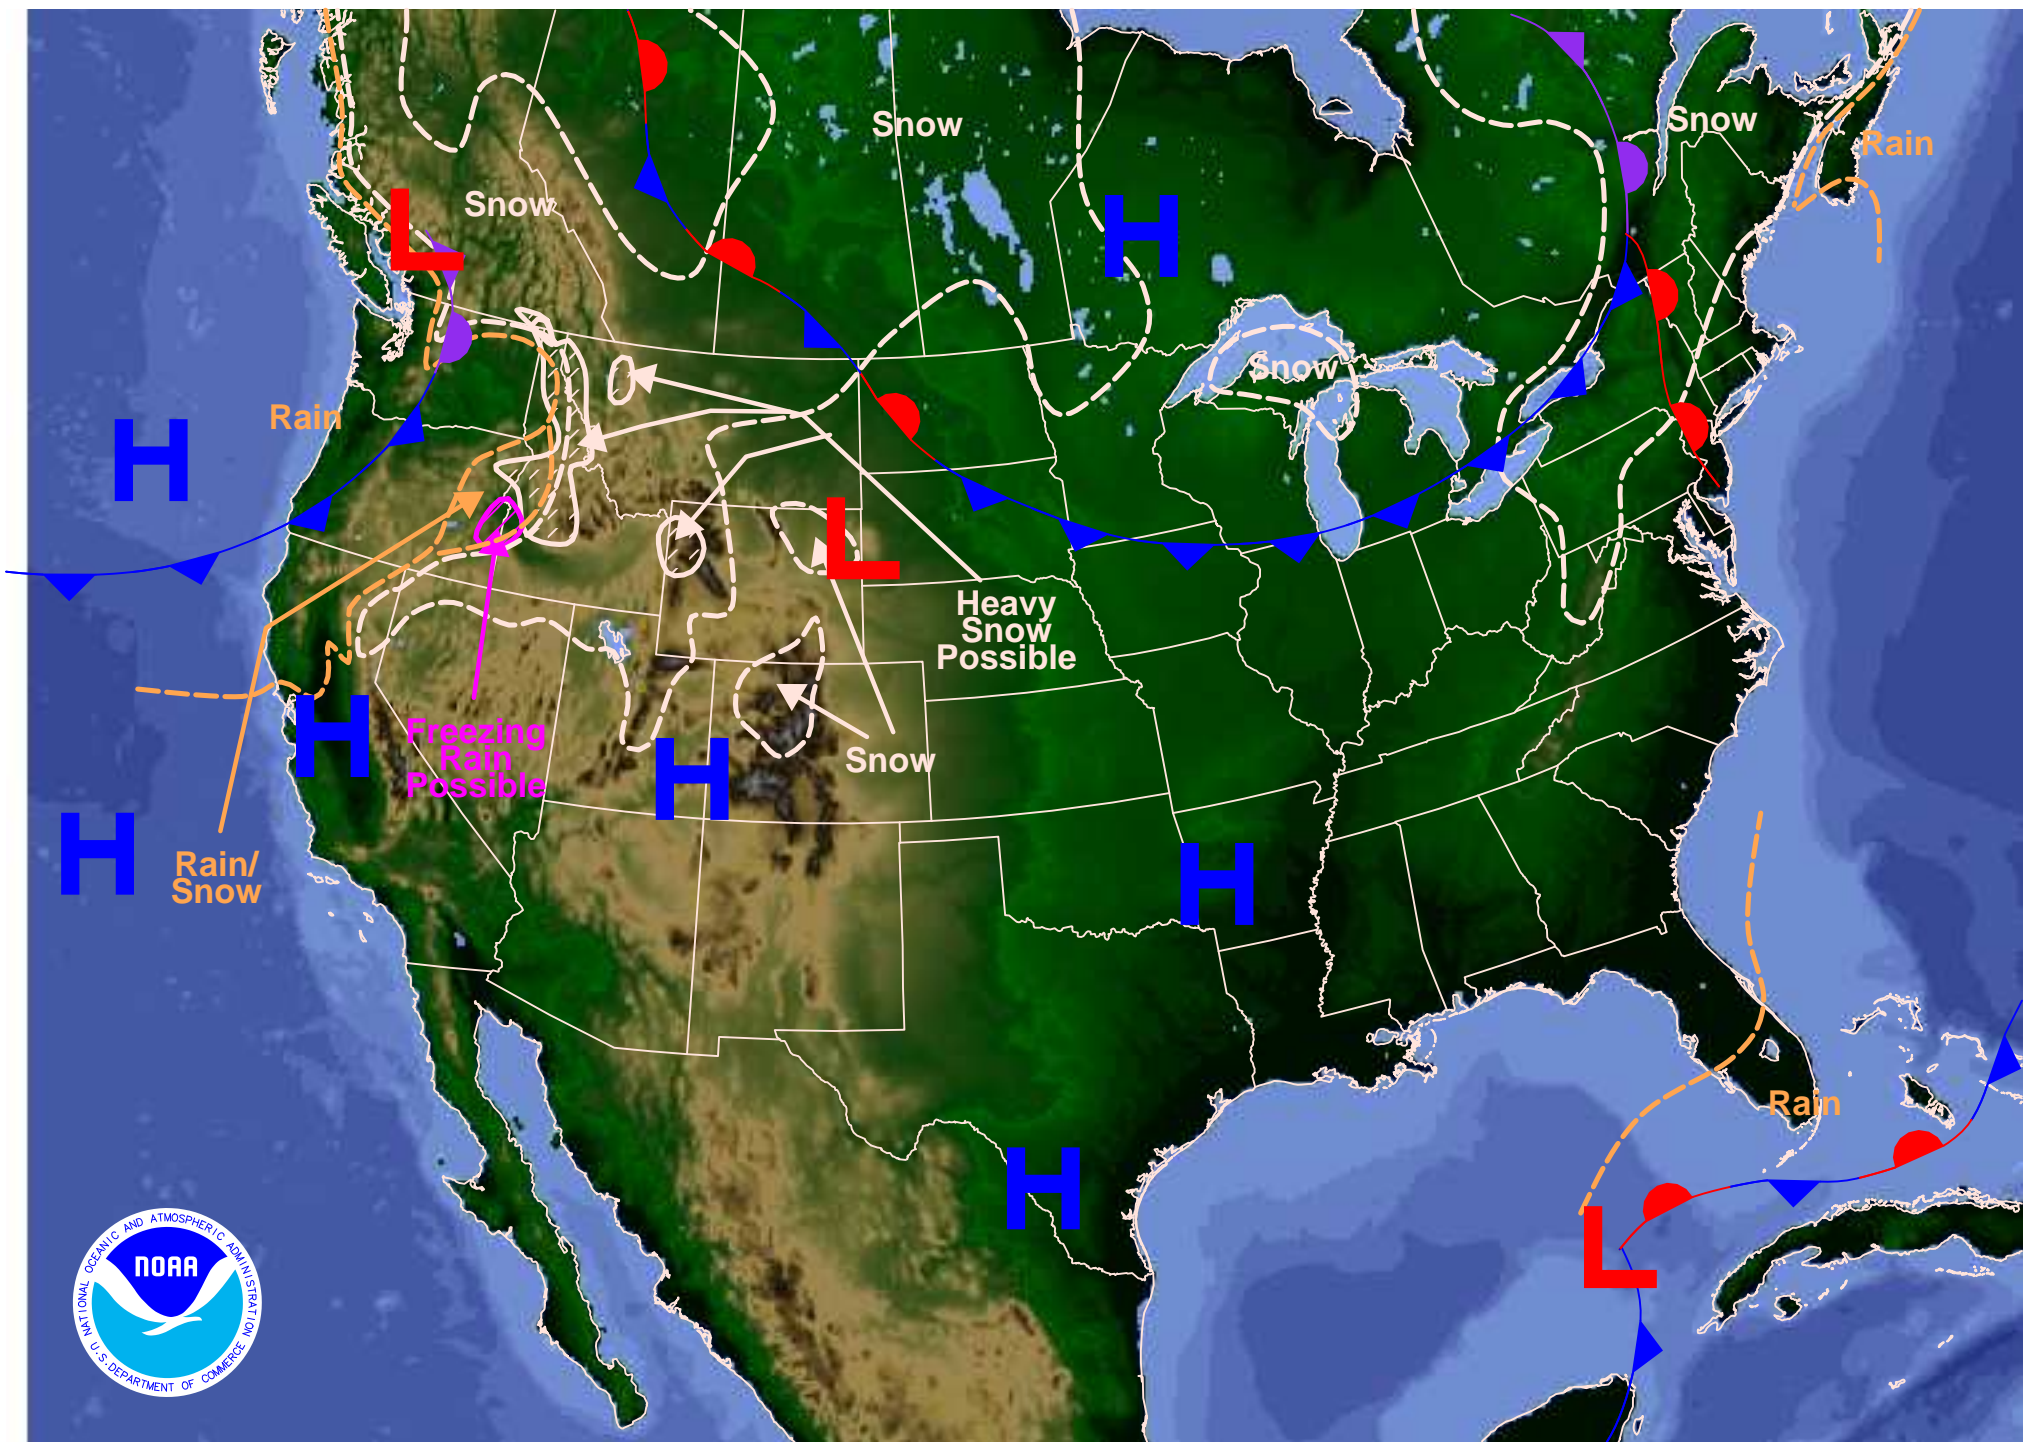 Snow
Snow
Rain
Snow
L
H
Snow
Rain
H
L
Heavy
Snow
Possible
H
Freezing
Rain
Possible
H
Snow
H
Rain/
Snow
H
Rain
H
L
NOAA
NATIONAL OCEANIC AND ATMOSPHERIC ADMINISTRATION
U.S. DEPARTMENT OF COMMERCE